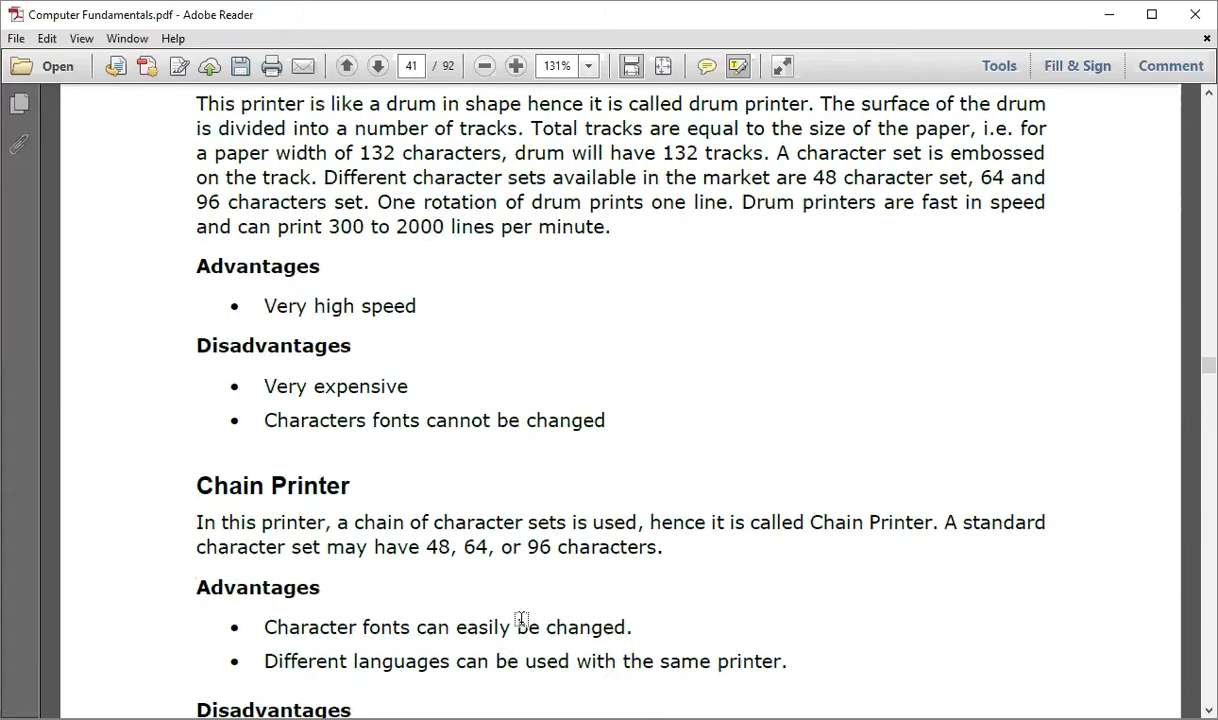 Computer Fundamentals.pdf - Adobe Reader
File Edit View Window Help
Open 41 / 92 131% Tools Fill & Sign Comment
This printer is like a drum in shape hence it is called drum printer. The surface of the drum
is divided into a number of tracks. Total tracks are equal to the size of the paper, i.e. for
a paper width of 132 characters, drum will have 132 tracks. A character set is embossed
on the track. Different character sets available in the market are 48 character set, 64 and
96 characters set. One rotation of drum prints one line. Drum printers are fast in speed
and can print 300 to 2000 lines per minute.
Advantages
• Very high speed
Disadvantages
• Very expensive
• Characters fonts cannot be changed
Chain Printer
In this printer, a chain of character sets is used, hence it is called Chain Printer. A standard
character set may have 48, 64, or 96 characters.
Advantages
• Character fonts can easily be changed.
• Different languages can be used with the same printer.
Disadvantages